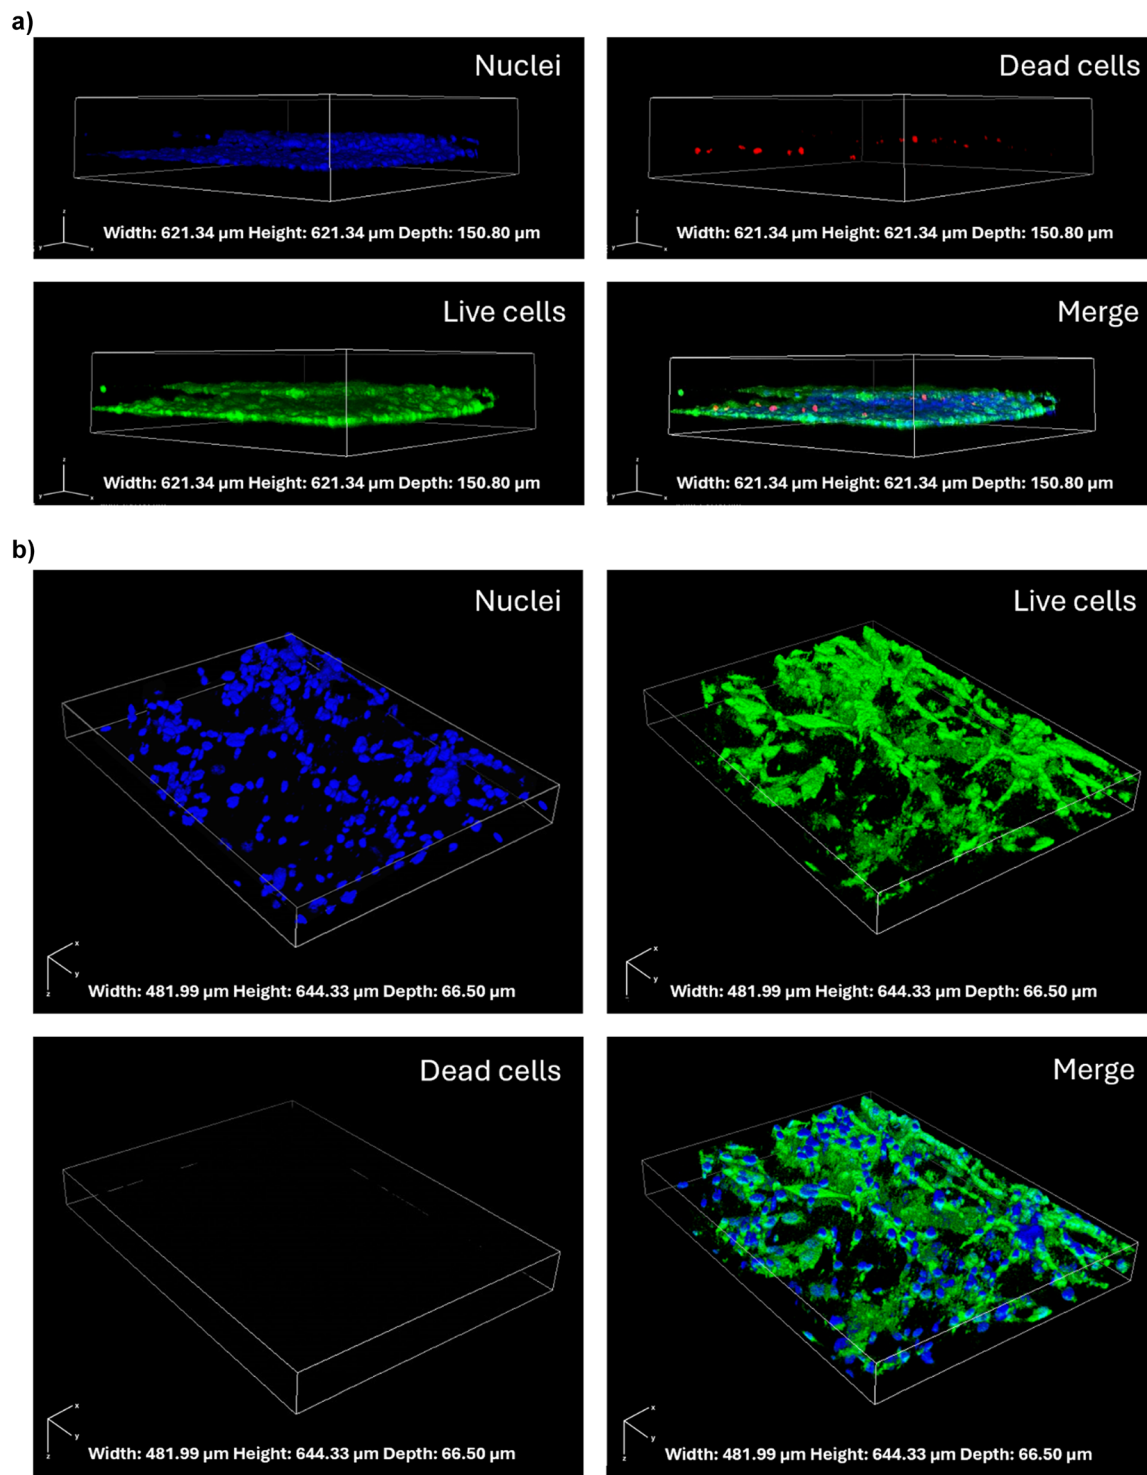 a)
Nuclei
z
y
x
Width: 621.34 µm Height: 621.34 µm Depth: 150.80 µm
Dead cells
z
y
x
Width: 621.34 µm Height: 621.34 µm Depth: 150.80 µm
Live cells
z
y
x
Width: 621.34 µm Height: 621.34 µm Depth: 150.80 µm
Merge
z
y
x
Width: 621.34 µm Height: 621.34 µm Depth: 150.80 µm
b)
Nuclei
x
y
z
Width: 481.99 µm Height: 644.33 µm Depth: 66.50 µm
Live cells
x
y
Width: 481.99 µm Height: 644.33 µm Depth: 66.50 µm
Dead cells
x
y
z
Width: 481.99 µm Height: 644.33 µm Depth: 66.50 µm
Merge
x
y
z
Width: 481.99 µm Height: 644.33 µm Depth: 66.50 µm